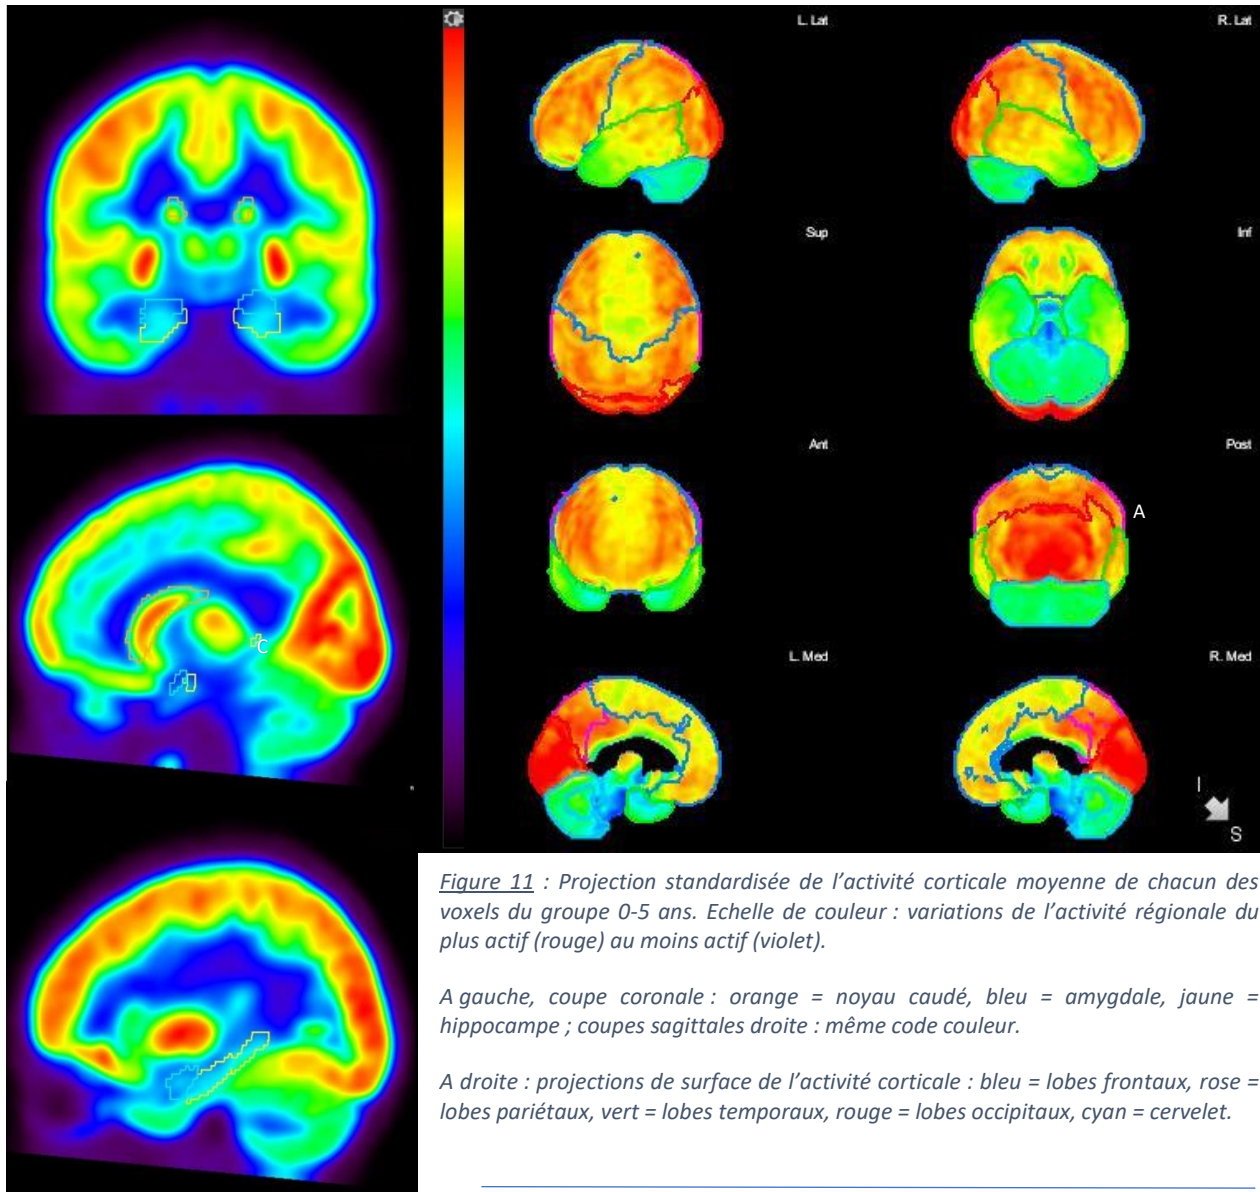 L. Lat
R. Lat
Sup
Inf
Ant
Post
A
C
L. Med
R. Med
I
S
Figure 11 : Projection standardisée de l’activité corticale moyenne de chacun des
voxels du groupe 0-5 ans. Echelle de couleur : variations de l’activité régionale du
plus actif (rouge) au moins actif (violet).
A gauche, coupe coronale : orange = noyau caudé, bleu = amygdale, jaune =
hippocampe ; coupes sagittales droite : même code couleur.
A droite : projections de surface de l’activité corticale : bleu = lobes frontaux, rose =
lobes pariétaux, vert = lobes temporaux, rouge = lobes occipitaux, cyan = cervelet.